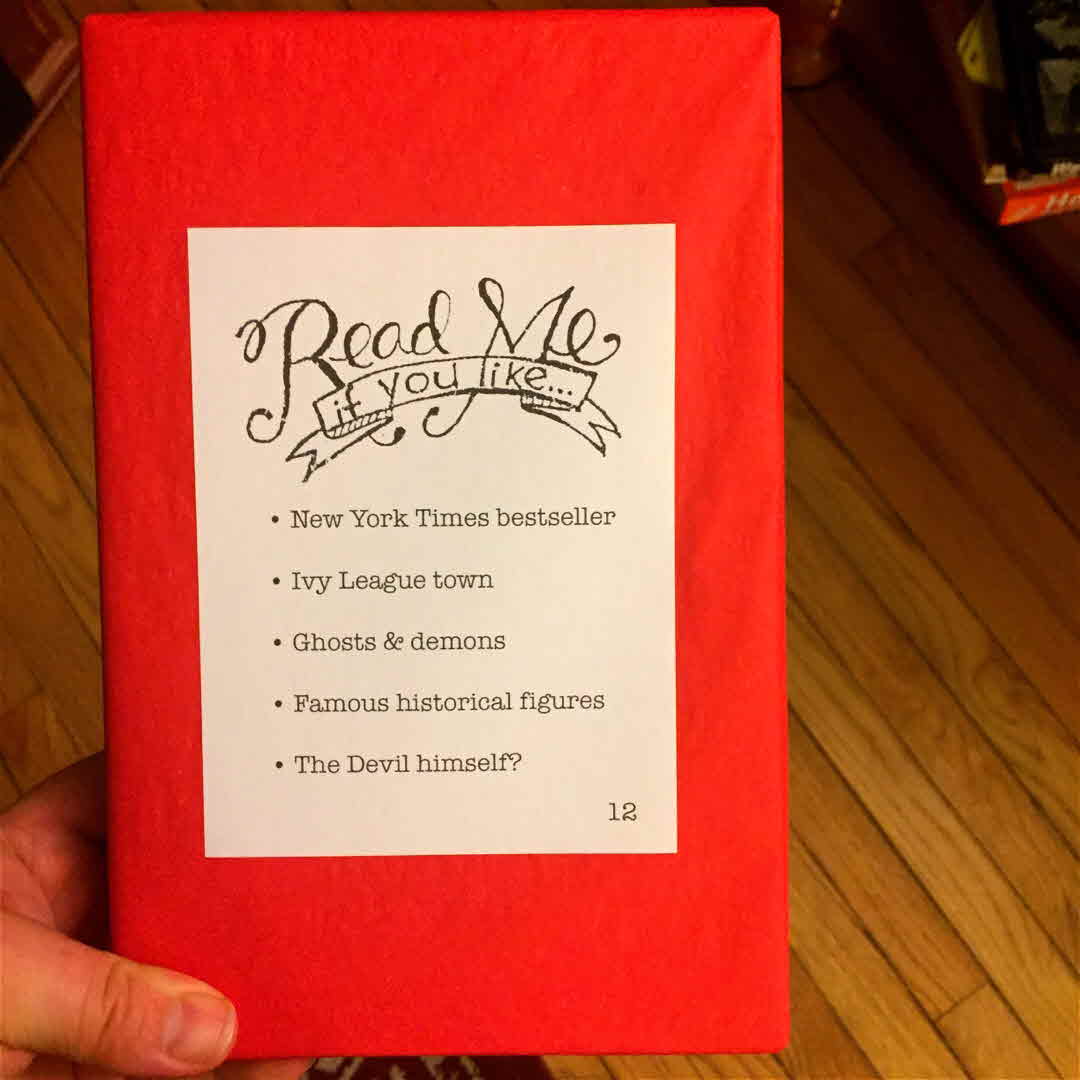 Read Me
if you like...
• New York Times bestseller
• Ivy League town
• Ghosts & demons
• Famous historical figures
• The Devil himself?
12